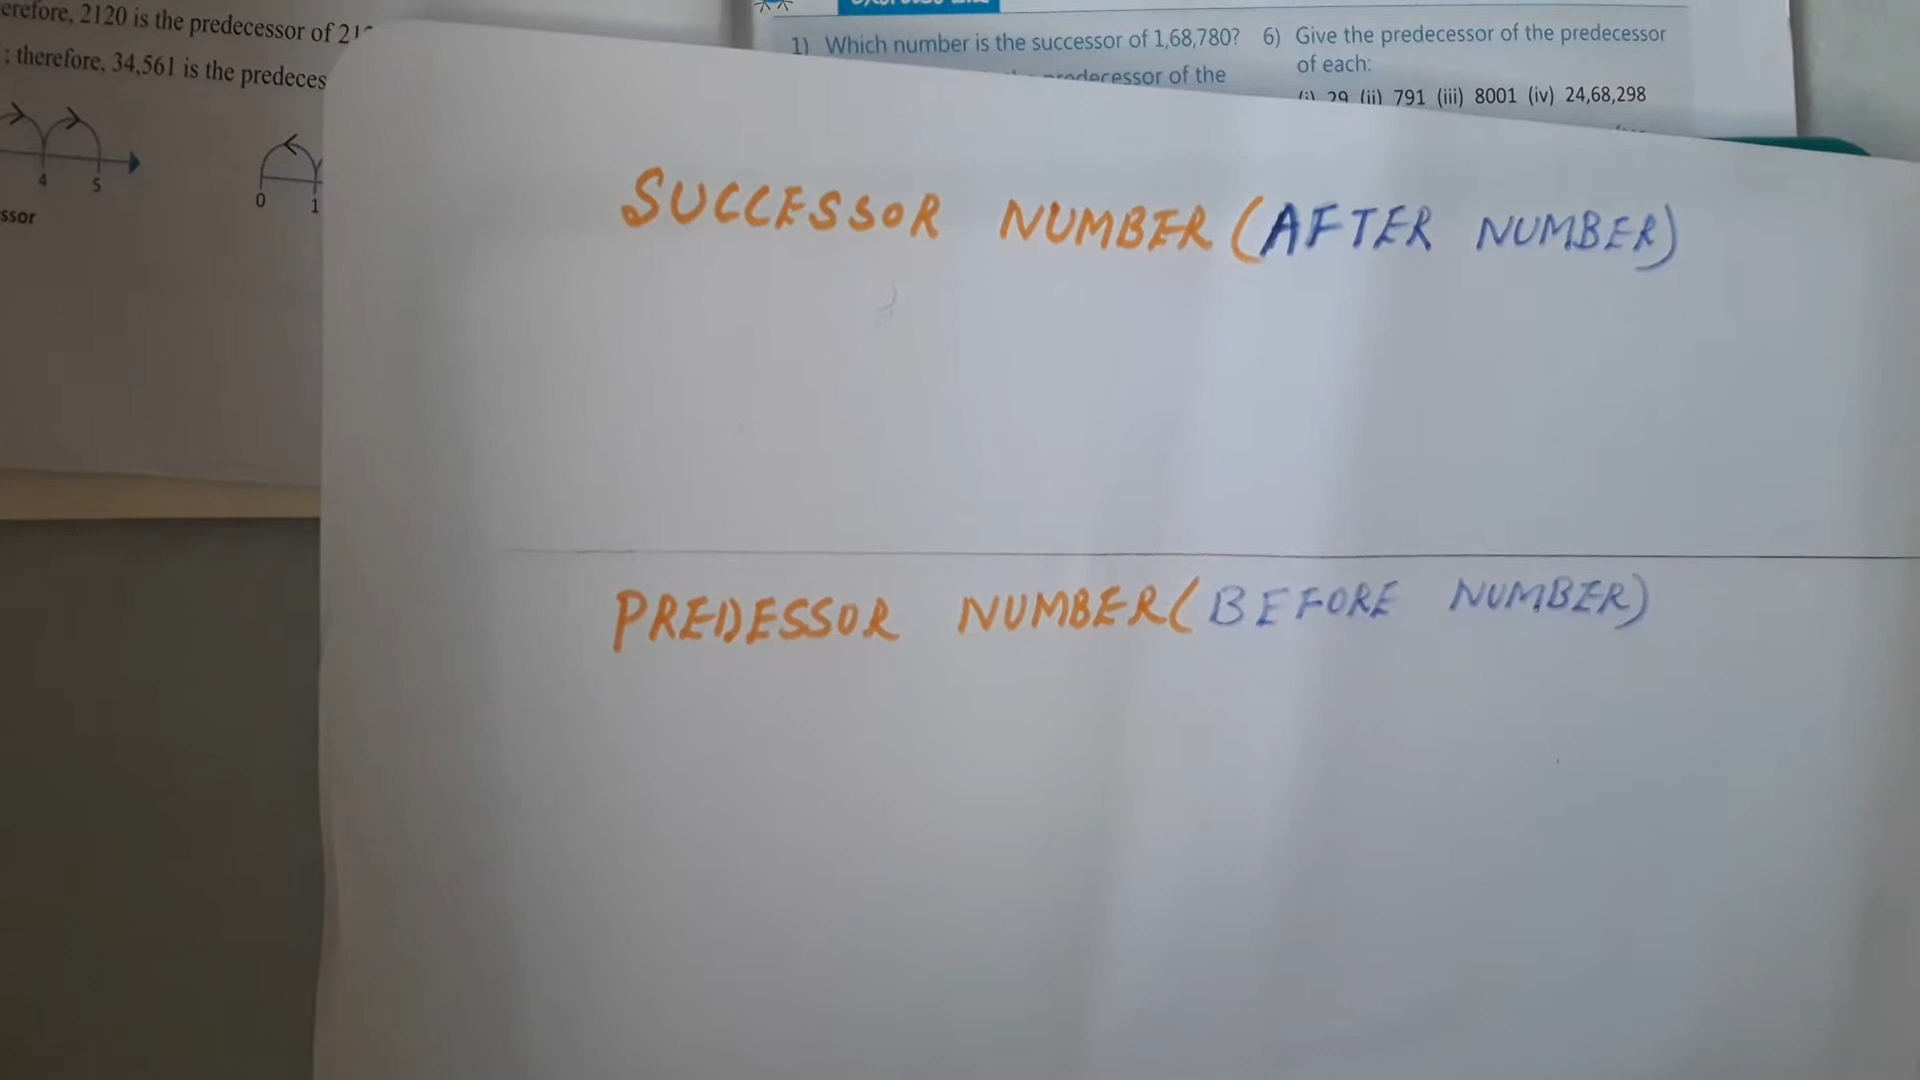 erefore, 2120 is the predecessor of
; therefore, 34,561 is the predeces
4 5
0 1
ssor
1) Which number is the successor of 1,68,780?
predecessor of the
6) Give the predecessor of the predecessor
of each:
(i) 29 (ii) 791 (iii) 8001 (iv) 24,68,298
SUCCESSOR NUMBER (AFTER NUMBER)
PREDESSOR NUMBER (BEFORE NUMBER)